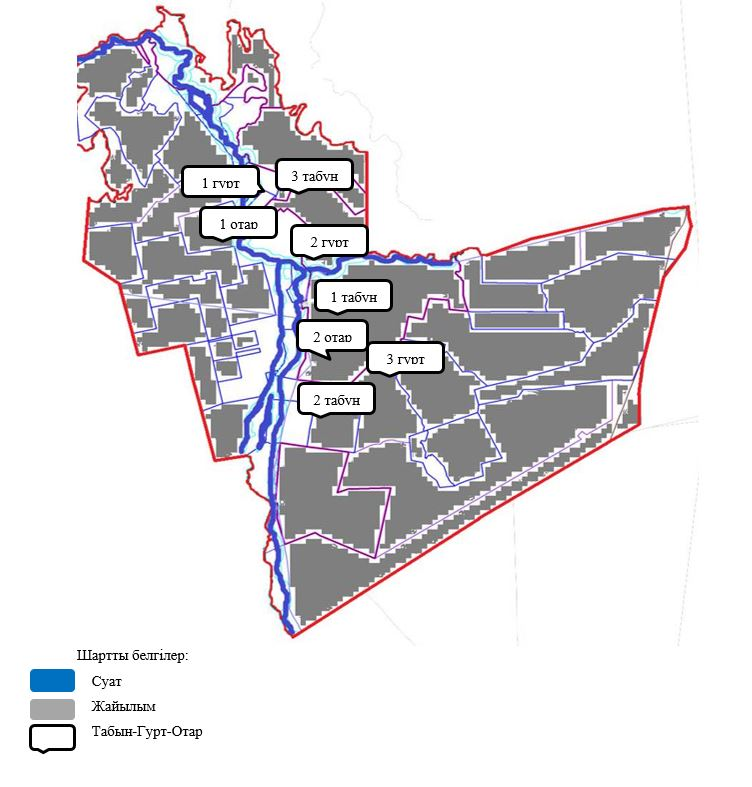 1 гурт
3 табун
1 отар
2 гурт
1 табун
2 отар
3 гурт
2 табун
Шартты белгілер:
Суат
Жайылым
Табын-Гурт-Отар